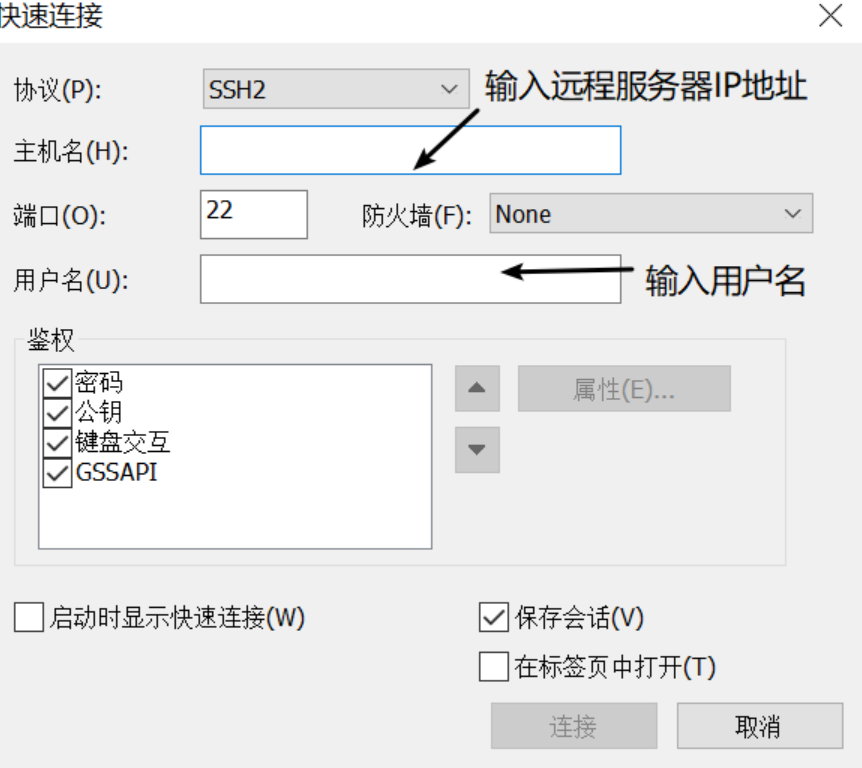 快速连接
协议(P): SSH2 输入远程服务器IP地址
主机名(H):
端口(O): 22 防火墙(F): None
用户名(U): 输入用户名
鉴权
密码
公钥
键盘交互
GSSAPI
属性(E)...
启动时显示快速连接(W) 保存会话(V)
在标签页中打开(T)
连接 取消